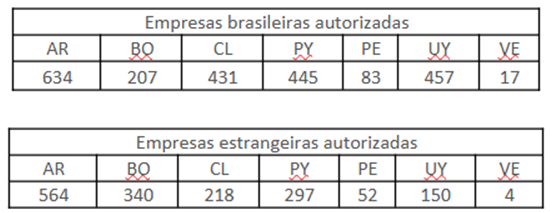 Empresas brasileiras autorizadas
AR BO CL PY PE UY VE
634 207 431 445 83 457 17
Empresas estrangeiras autorizadas
AR BO CL PY PE UY VE
564 340 218 297 52 150 4